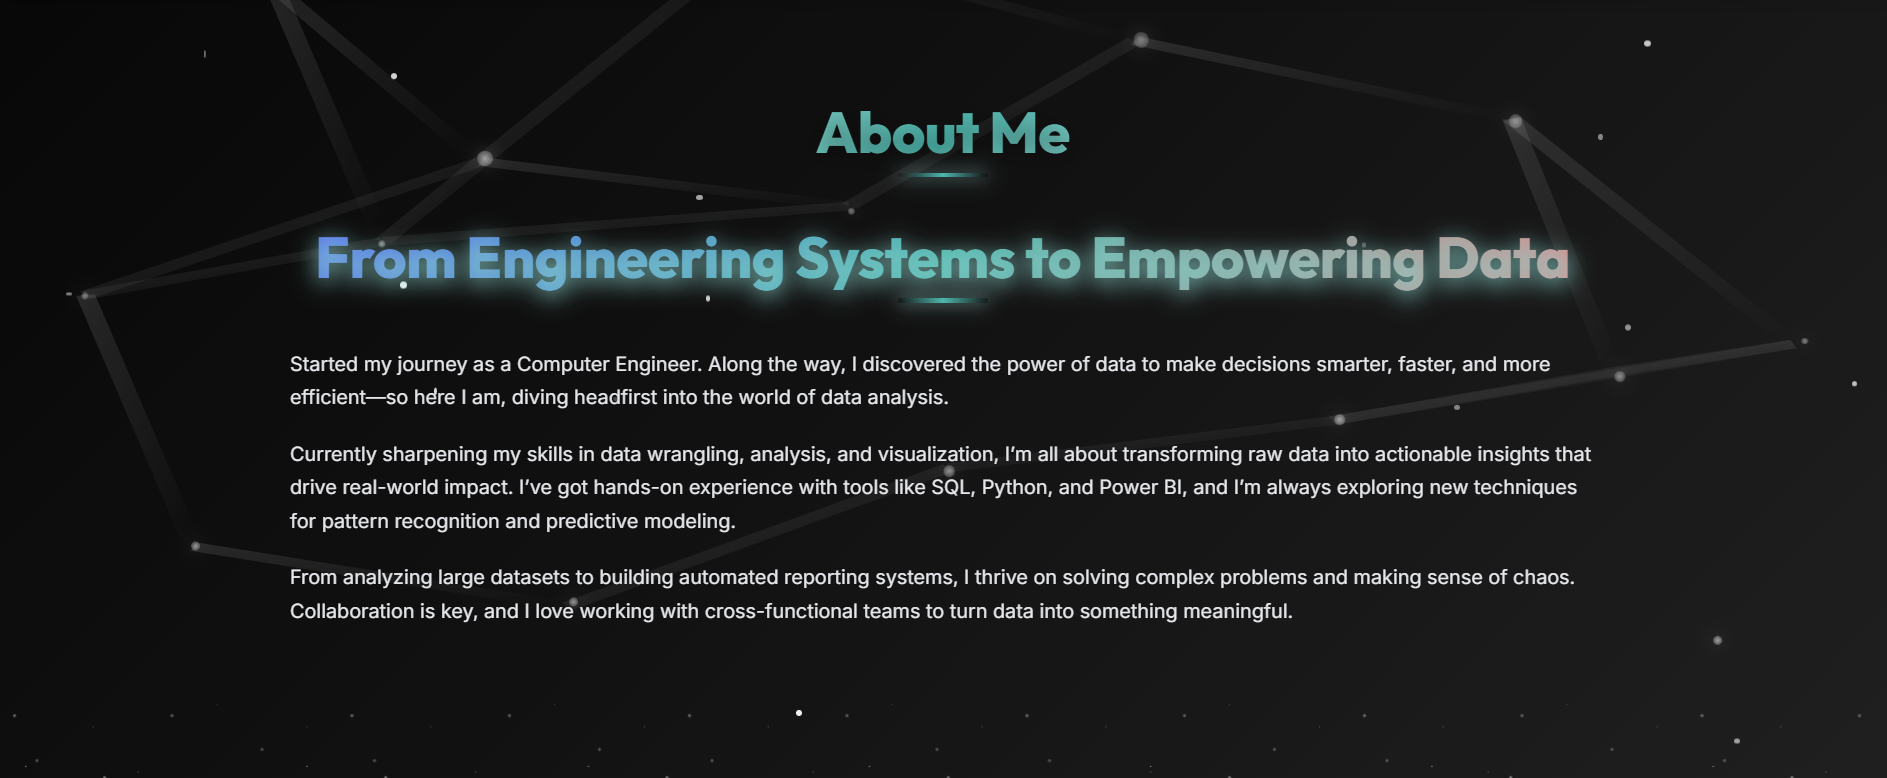 About Me
From Engineering Systems to Empowering Data
Started my journey as a Computer Engineer. Along the way, I discovered the power of data to make decisions smarter, faster, and more
efficient—so here I am, diving headfirst into the world of data analysis.
Currently sharpening my skills in data wrangling, analysis, and visualization, I’m all about transforming raw data into actionable insights that
drive real-world impact. I’ve got hands-on experience with tools like SQL, Python, and Power BI, and I’m always exploring new techniques
for pattern recognition and predictive modeling.
From analyzing large datasets to building automated reporting systems, I thrive on solving complex problems and making sense of chaos.
Collaboration is key, and I love working with cross-functional teams to turn data into something meaningful.